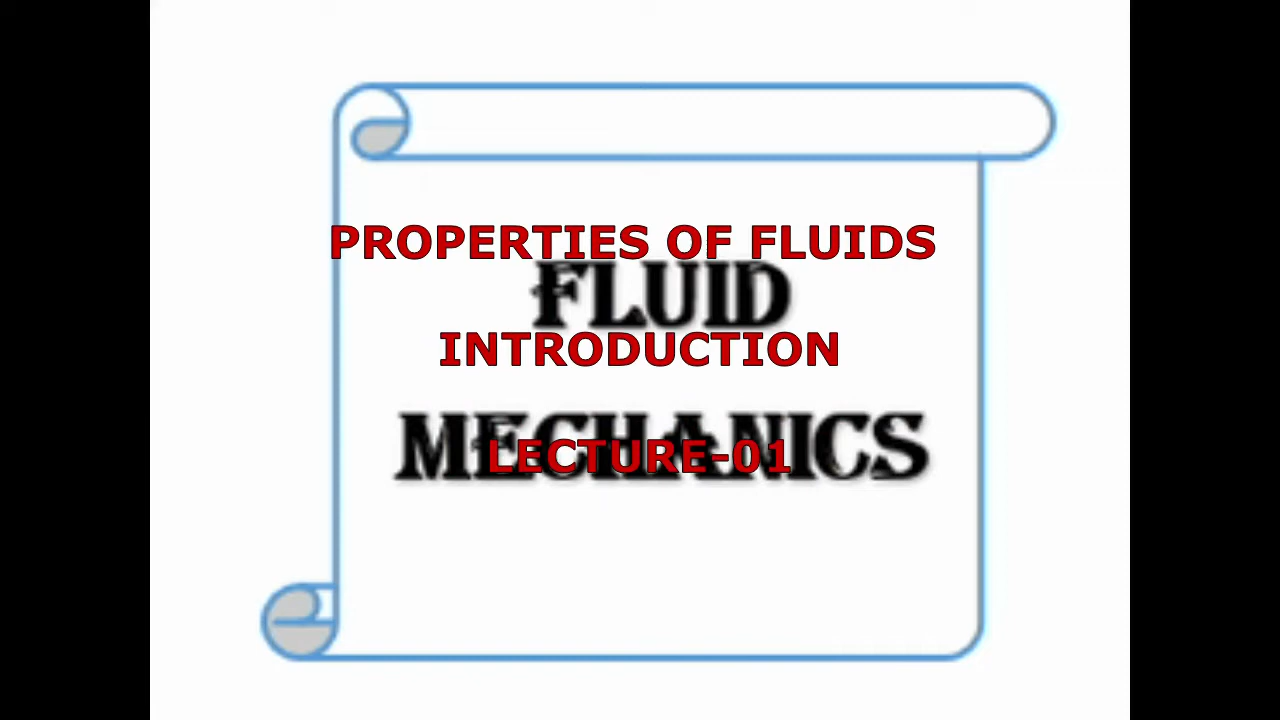 PROPERTIES OF FLUIDS
FLUID
INTRODUCTION
MECHANICS
LECTURE-01